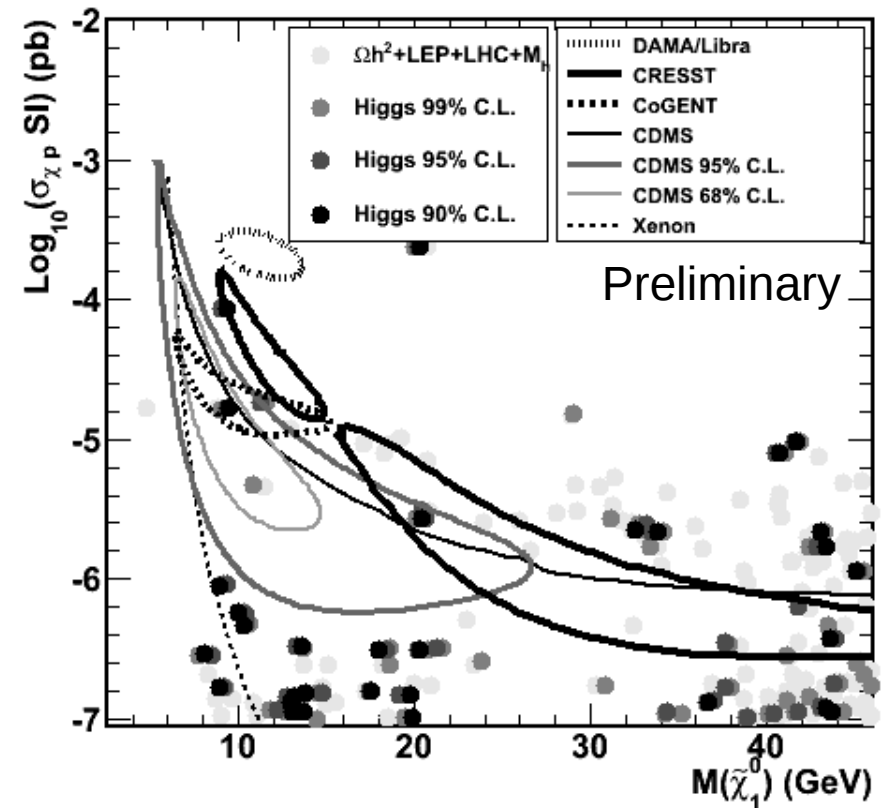 Log10(σχ p SI) (pb)
-2
-3
-4
-5
-6
-7
Ωh²+LEP+LHC+Mh
Higgs 99% C.L.
Higgs 95% C.L.
Higgs 90% C.L.
DAMA/Libra
CRESST
CoGENT
CDMS
CDMS 95% C.L.
CDMS 68% C.L.
Xenon
Preliminary
10
20
30
40
M(χ̃⁰₁) (GeV)